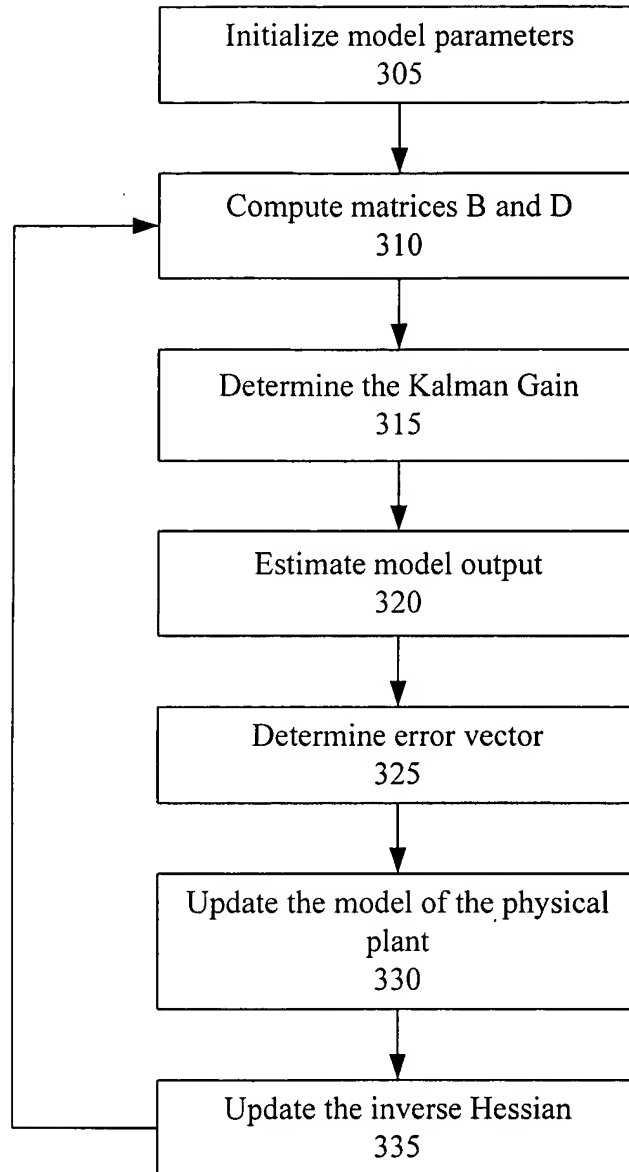 Initialize model parameters
305
Compute matrices B and D
310
Determine the Kalman Gain
315
Estimate model output
320
Determine error vector
325
Update the model of the physical
plant
330
Update the inverse Hessian
335